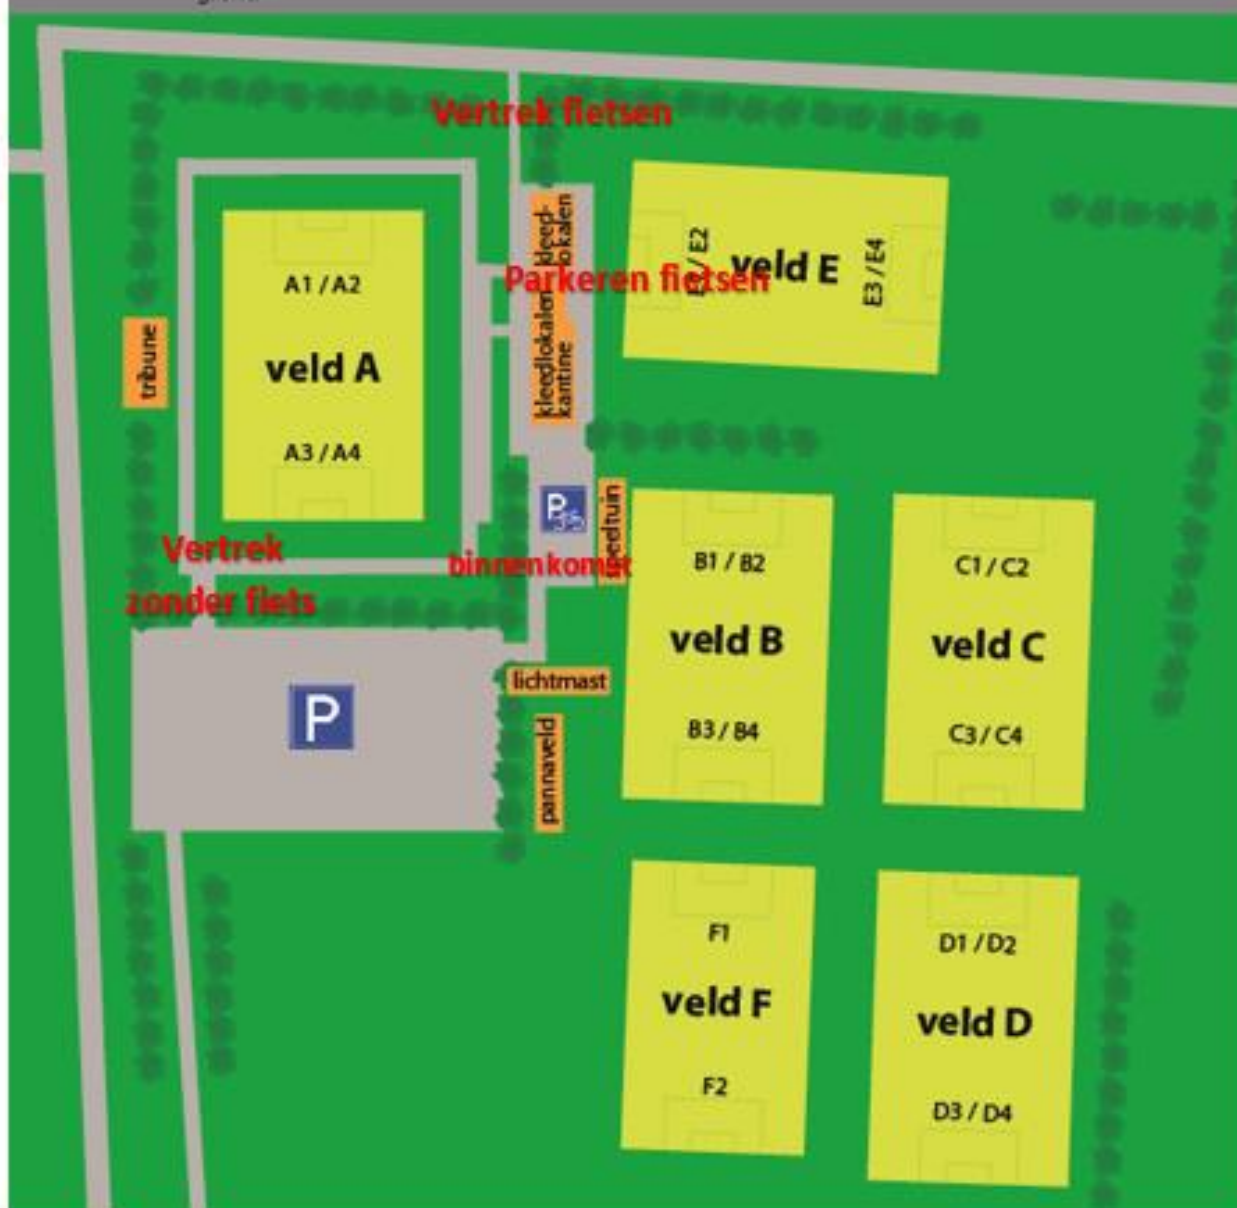 Vertrek fietsen
kleed-
lokalen
A1 / A2
veld A
A3 / A4
tribune
Parkeren fietsen
kleedlokalen
kantine
/ E2
veld E
E3 / E4
P
Vertrek
zonder fiets
binnenkomst
B1 / B2
veld B
B3 / B4
C1 / C2
veld C
C3 / C4
P
lichtmast
pannaveld
F1
veld F
F2
D1 / D2
veld D
D3 / D4